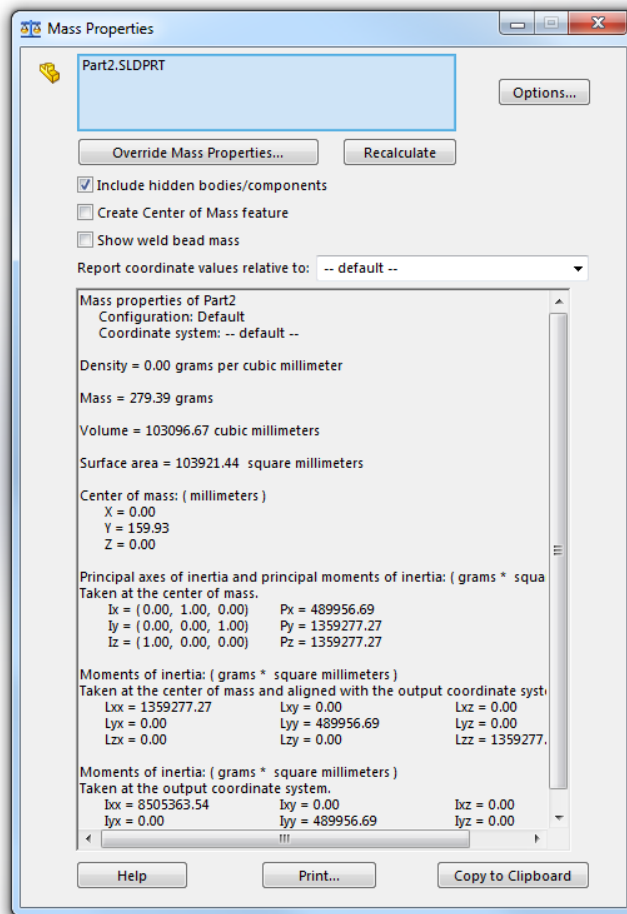 Mass Properties
Part2.SLDPRT
Options...
Override Mass Properties...
Recalculate
Include hidden bodies/components
Create Center of Mass feature
Show weld bead mass
Report coordinate values relative to: -- default --
Mass properties of Part2
Configuration: Default
Coordinate system: -- default --
Density = 0.00 grams per cubic millimeter
Mass = 279.39 grams
Volume = 103096.67 cubic millimeters
Surface area = 103921.44 square millimeters
Center of mass: ( millimeters )
X = 0.00
Y = 159.93
Z = 0.00
Principal axes of inertia and principal moments of inertia: ( grams * squa
Taken at the center of mass.
Ix = (0.00, 1.00, 0.00) Px = 489956.69
Iy = (0.00, 0.00, 1.00) Py = 1359277.27
Iz = (1.00, 0.00, 0.00) Pz = 1359277.27
Moments of inertia: ( grams * square millimeters )
Taken at the center of mass and aligned with the output coordinate syst
Lxx = 1359277.27 Lxy = 0.00 Lxz = 0.00
Lyx = 0.00 Lyy = 489956.69 Lyz = 0.00
Lzx = 0.00 Lzy = 0.00 Lzz = 1359277.
Moments of inertia: ( grams * square millimeters )
Taken at the output coordinate system.
Ixx = 8505363.54 Ixy = 0.00 Ixz = 0.00
Iyx = 0.00 Iyy = 489956.69 Iyz = 0.00
Help
Print...
Copy to Clipboard